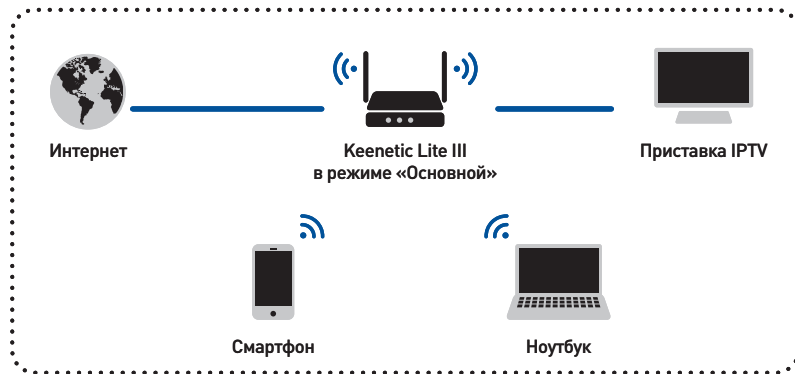 Интернет
Keenetic Lite III
в режиме «Основной»
Приставка IPTV
Смартфон
Ноутбук